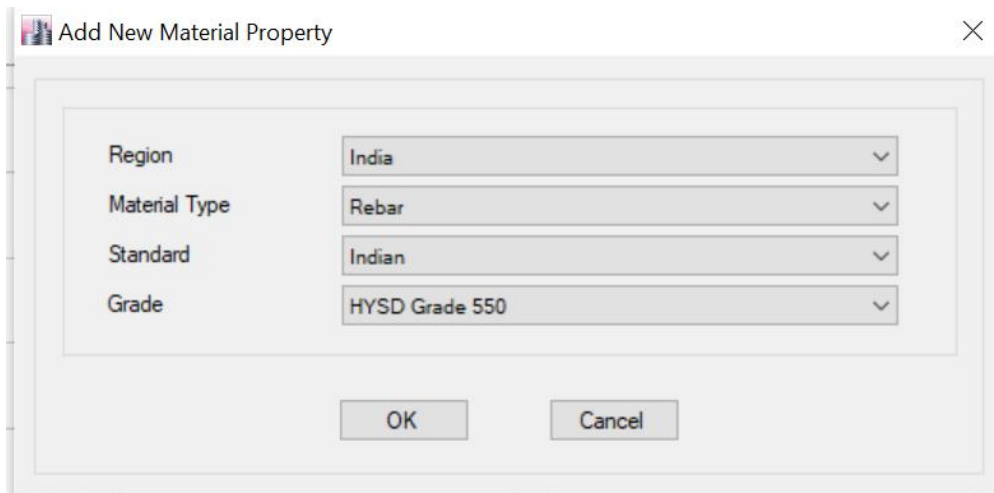 Add New Material Property
Region India
Material Type Rebar
Standard Indian
Grade HYSD Grade 550
OK Cancel